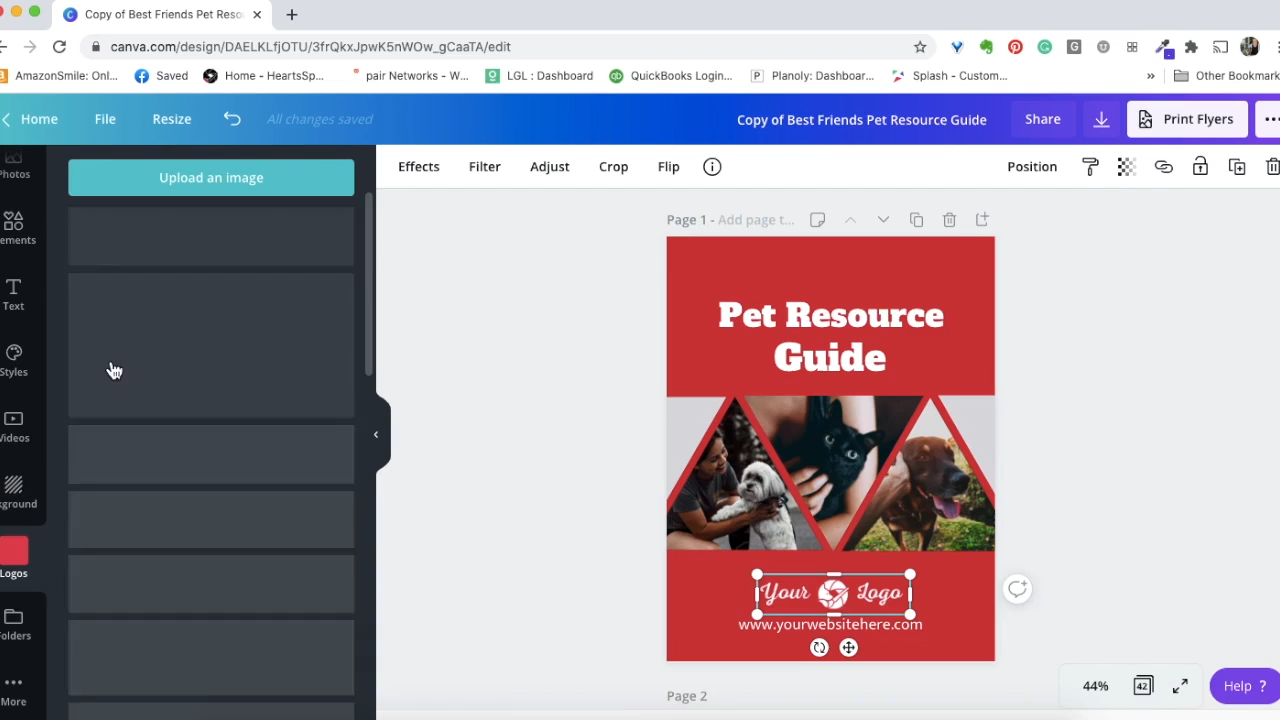 Copy of Best Friends Pet Reso
canva.com/design/DAELKLfjOTU/3frQkxJpwK5nWOw_gCaaTA/edit
AmazonSmile: Onl... Saved Home - HeartsSp... pair Networks - W... LGL : Dashboard QuickBooks Login... Planoly: Dashboar... Splash - Custom... » Other Bookmark
Home File Resize All changes saved Copy of Best Friends Pet Resource Guide Share Print Flyers
Effects Filter Adjust Crop Flip Position
Photos
Upload an image
ements
Text
Styles
Videos
kground
Logos
Folders
More
Page 1 - Add page t...
Pet Resource
Guide
Your Logo
www.yourwebsitehere.com
44% 42 Help ?
Page 2